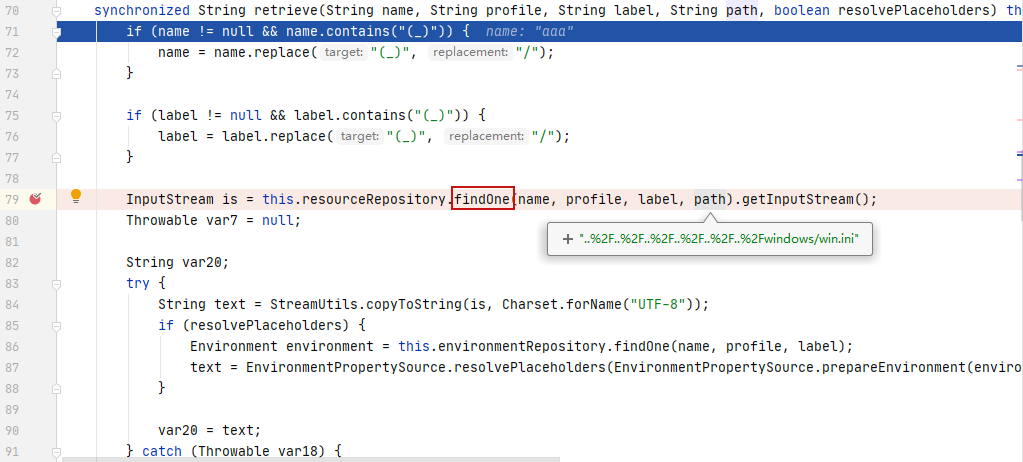 70 synchronized String retrieve(String name, String profile, String label, String path, boolean resolvePlaceholders) th
71 if (name != null && name.contains("(_)")) { name: "aaa"
72 name = name.replace( target: "(_)", replacement: "/");
73 }
74
75 if (label != null && label.contains("(_)")) {
76 label = label.replace( target: "(_)", replacement: "/");
77 }
78
79 InputStream is = this.resourceRepository.findOne(name, profile, label, path).getInputStream();
80 Throwable var7 = null;
+ "..%2F..%2F..%2F..%2F..%2F..%2Fwindows/win.ini"
81
82 String var20;
83 try {
84 String text = StreamUtils.copyToString(is, Charset.forName("UTF-8"));
85 if (resolvePlaceholders) {
86 Environment environment = this.environmentRepository.findOne(name, profile, label);
87 text = EnvironmentPropertySource.resolvePlaceholders(EnvironmentPropertySource.prepareEnvironment(enviro
88 }
89
90 var20 = text;
91 } catch (Throwable var18) {